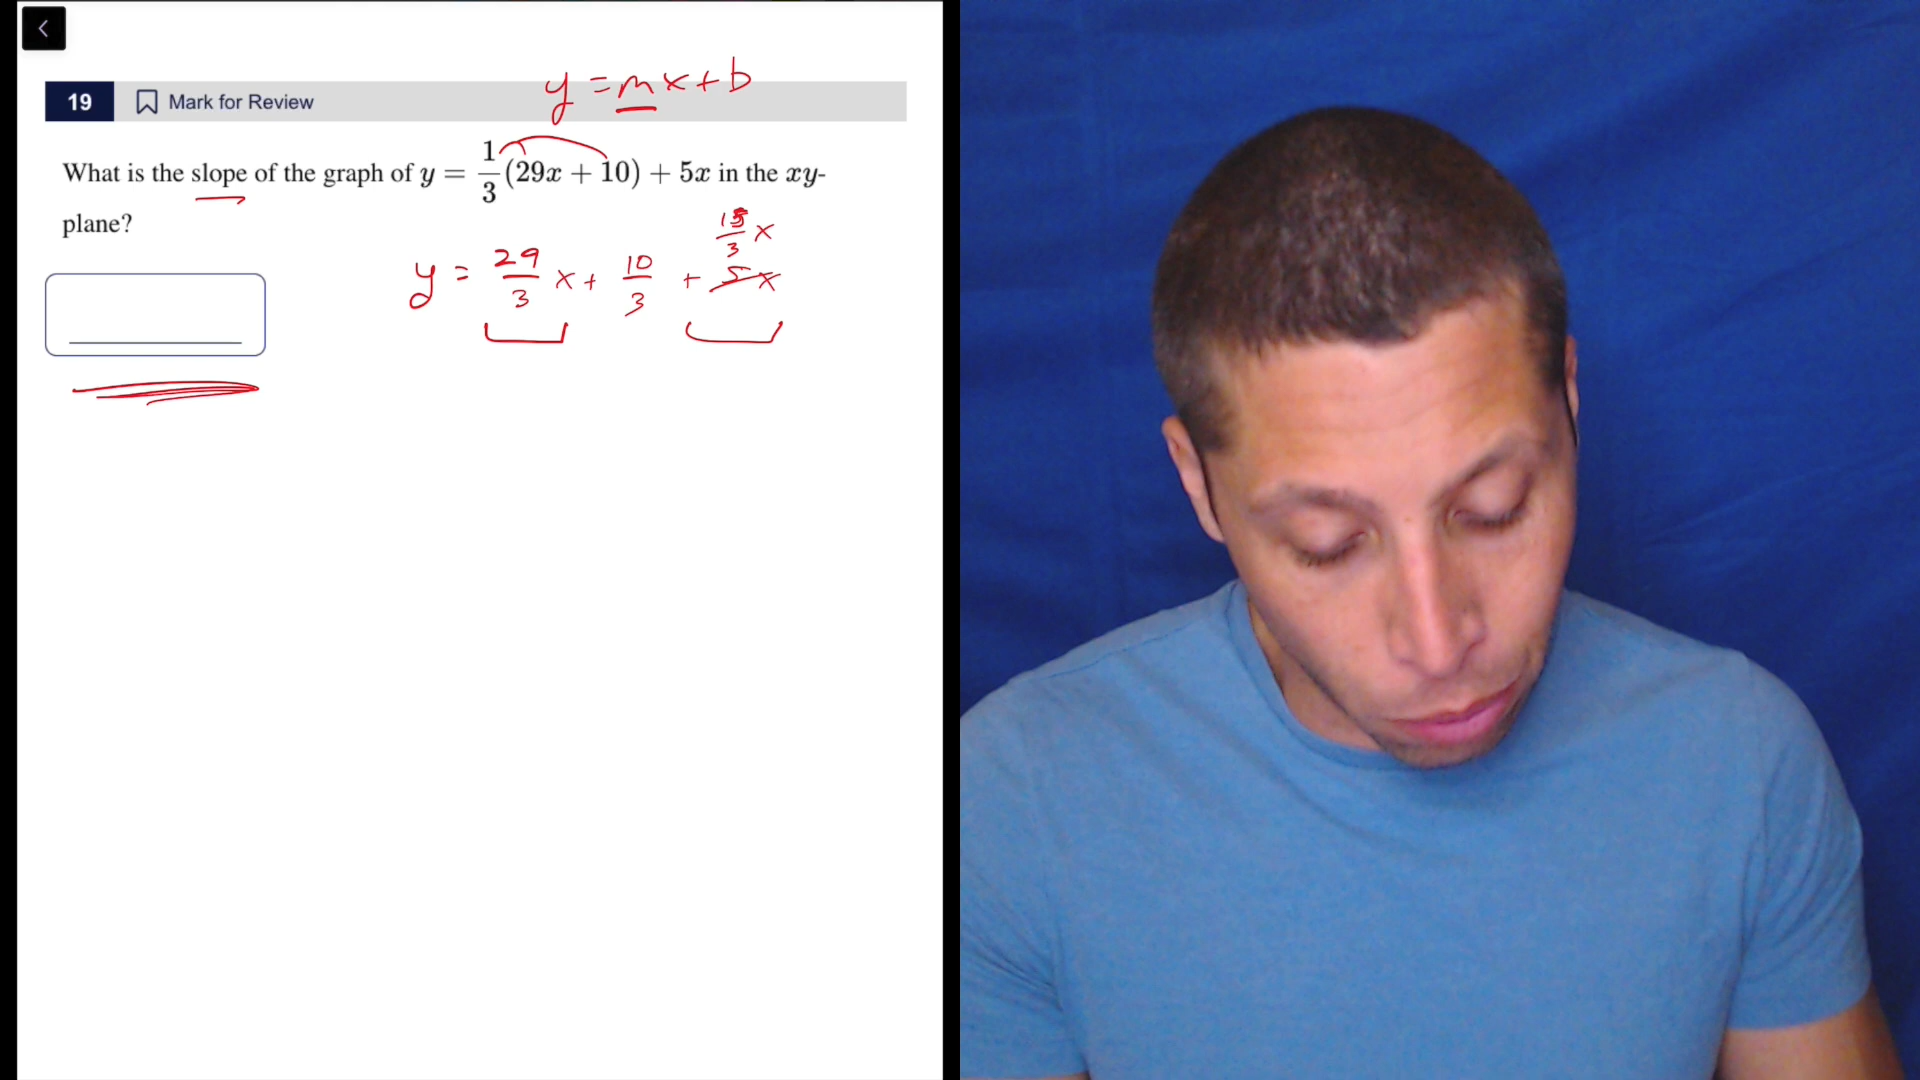 y = mx + b
19 Mark for Review
What is the slope of the graph of y = 1/3 (29x + 10) + 5x in the xy-
plane?
15/3 x
y = 29/3 x + 10/3 + 5x